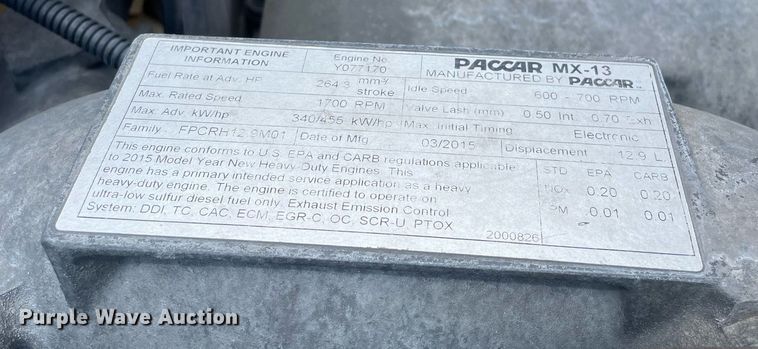 IMPORTANT ENGINE INFORMATION
Engine No. Y077170
PACCAR MX-13
MANUFACTURED BY PACCAR
Fuel Rate at Adv. HP 264.3 mm³/stroke
Idle Speed 600 - 700 RPM
Max. Rated Speed 1700 RPM
Valve Lash (mm) 0.50 Int. 0.70 Exh
Max. Adv. kW/hp 340/455 kW/hp
Max. Initial Timing Electronic
Family FPCRH12.9M01
Date of Mfg 03/2015
Displacement 12.9 L
This engine conforms to U.S. EPA and CARB regulations applicable
to 2015 Model Year New Heavy-Duty Engines. This
engine has a primary intended service application as a heavy
heavy-duty engine. The engine is certified to operate on
ultra-low sulfur diesel fuel only. Exhaust Emission Control
System: DDI, TC, CAC, ECM, EGR-C, OC, SCR-U, PTOX
STD EPA CARB
NOx 0.20 0.20
PM 0.01 0.01
2000826
Purple Wave Auction